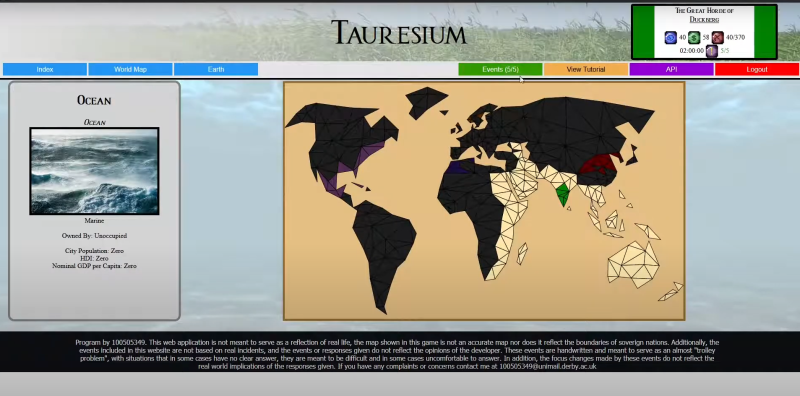 TAURESIUM
THE GREAT HORDE OF
DUCKBERG
40 58 40/370
02:00:00 5/5
Index World Map Earth Events (5/5) View Tutorial API Logout
OCEAN
OCEAN
Marine
Owned By: Unoccupied
City Population: Zero
HDI: Zero
Nominal GDP per Capita: Zero
Program by 100505349. This web application is not meant to serve as a reflection of real life, the map shown in this game is not an accurate map nor does it reflect the boundaries of soverign nations. Additionally, the
events included in this website are not based on real incidents, and the events or responses given do not reflect the opinions of the developer. These events are handwritten and meant to serve as an almost "trolley
problem", with situations that in some cases have no clear answer, they are meant to be difficult and in some cases uncomfortable to answer. In addition, the focus changes made by these events do not reflect the
real world implications of the responses given. If you have any complaints or concerns contact me at 100505349@unimail.derby.ac.uk